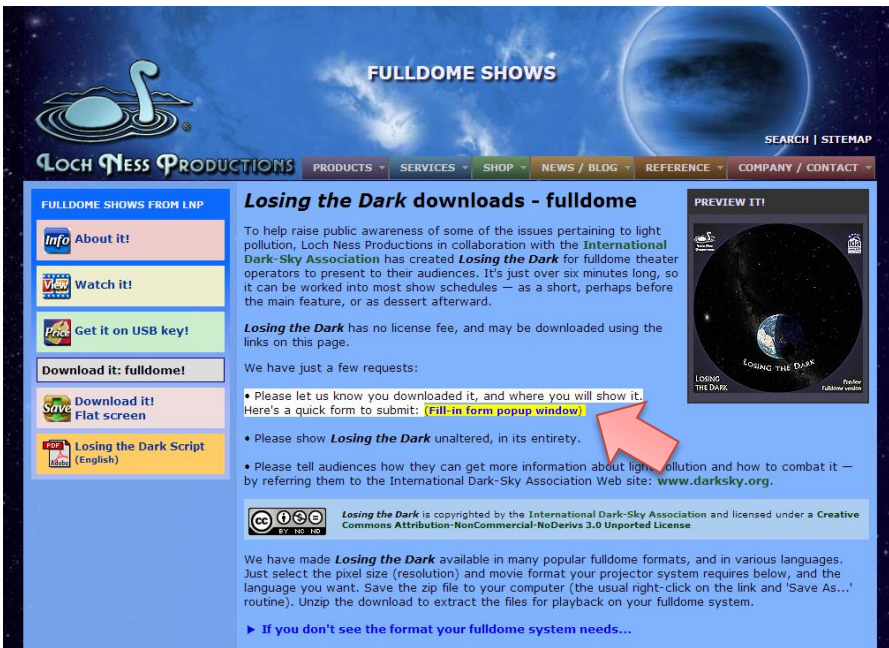 FULLDOME SHOWS
SEARCH | SITEMAP
LOCH NESS PRODUCTIONS
PRODUCTS
SERVICES
SHOP
NEWS / BLOG
REFERENCE
COMPANY / CONTACT
FULLDOME SHOWS FROM LNP
Info About it!
View Watch it!
Price Get it on USB key!
Download it: fulldome!
Save Download it!
Flat screen
PDF Adobe Losing the Dark Script
(English)
Losing the Dark downloads - fulldome
To help raise public awareness of some of the issues pertaining to light
pollution, Loch Ness Productions in collaboration with the International
Dark-Sky Association has created Losing the Dark for fulldome theater
operators to present to their audiences. It's just over six minutes long, so
it can be worked into most show schedules — as a short, perhaps before
the main feature, or as dessert afterward.
Losing the Dark has no license fee, and may be downloaded using the
links on this page.
We have just a few requests:
• Please let us know you downloaded it, and where you will show it.
Here's a quick form to submit: (Fill-in form popup window)
• Please show Losing the Dark unaltered, in its entirety.
• Please tell audiences how they can get more information about light pollution and how to combat it —
by referring them to the International Dark-Sky Association Web site: www.darksky.org.
PREVIEW IT!
LOSING THE DARK
LOSING
THE DARK
Preview
Fulldome version
cc BY NC ND
Losing the Dark is copyrighted by the International Dark-Sky Association and licensed under a Creative
Commons Attribution-NonCommercial-NoDerivs 3.0 Unported License
We have made Losing the Dark available in many popular fulldome formats, and in various languages.
Just select the pixel size (resolution) and movie format your projector system requires below, and the
language you want. Save the zip file to your computer (the usual right-click on the link and 'Save As...'
routine). Unzip the download to extract the files for playback on your fulldome system.
If you don't see the format your fulldome system needs...